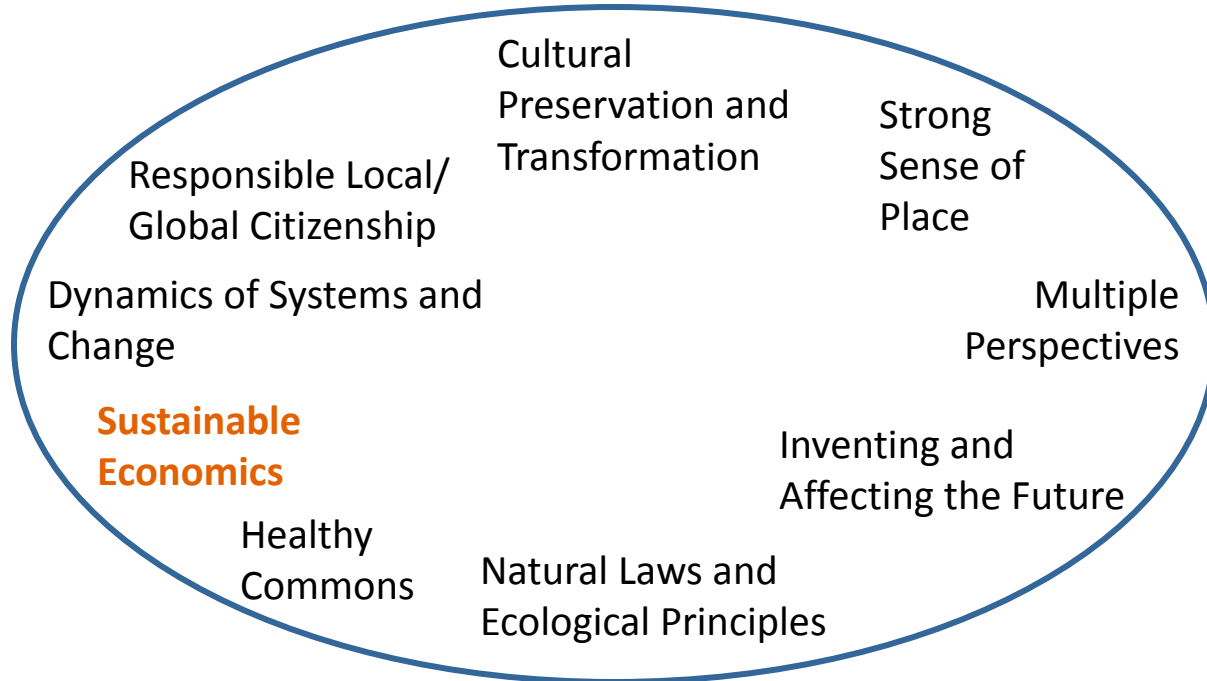 Cultural
Preservation and
Transformation
Strong
Sense of
Place
Responsible Local/
Global Citizenship
Dynamics of Systems and
Change
Multiple
Perspectives
Sustainable
Economics
Inventing and
Affecting the Future
Healthy
Commons
Natural Laws and
Ecological Principles